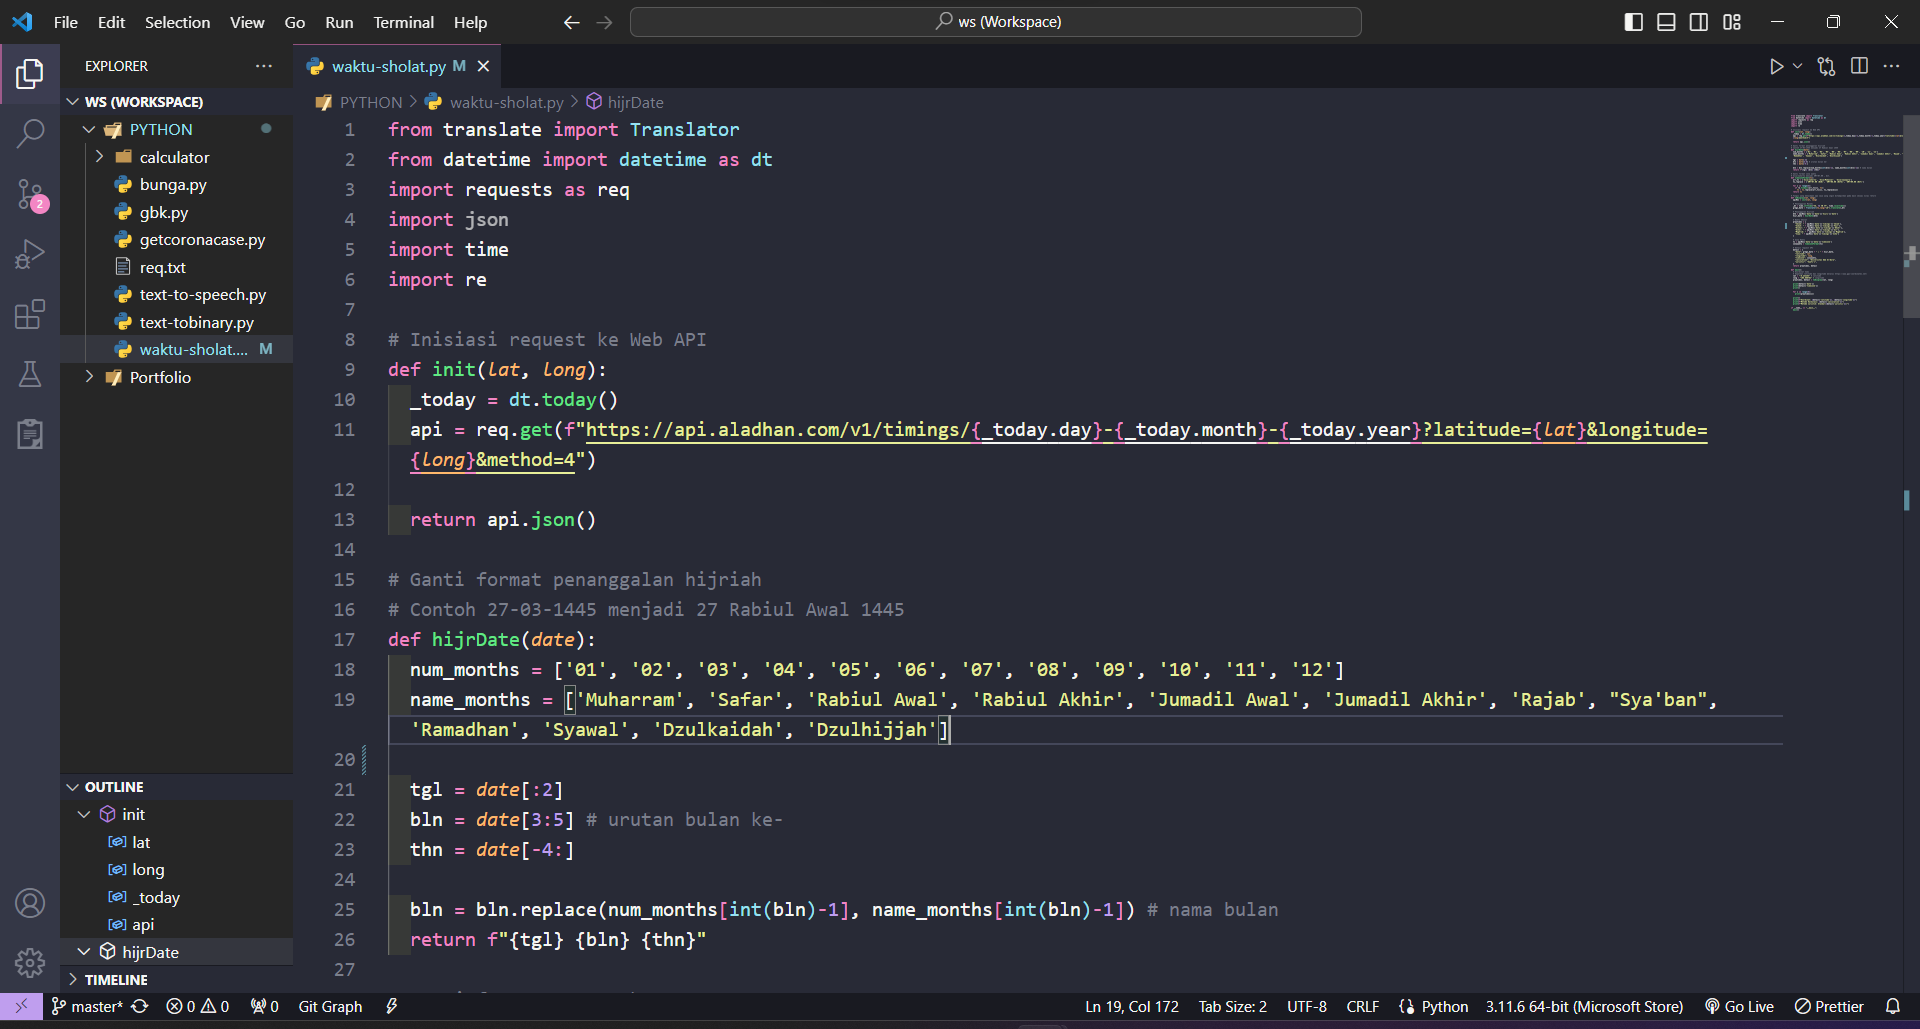 File Edit Selection View Go Run Terminal Help ws (Workspace)
EXPLORER
WS (WORKSPACE)
PYTHON
calculator
bunga.py
gbk.py
getcoronacase.py
req.txt
text-to-speech.py
text-tobinary.py
waktu-sholat.... M
Portfolio
OUTLINE
init
lat
long
_today
api
hijrDate
TIMELINE
2
waktu-sholat.py M
PYTHON > waktu-sholat.py > hijrDate
1 from translate import Translator
2 from datetime import datetime as dt
3 import requests as req
4 import json
5 import time
6 import re
7
8 # Inisiasi request ke Web API
9 def init(lat, long):
10 _today = dt.today()
11 api = req.get(f"https://api.aladhan.com/v1/timings/{_today.day}-{_today.month}-{_today.year}?latitude={lat}&longitude=
{long}&method=4")
12
13 return api.json()
14
15 # Ganti format penanggalan hijriah
16 # Contoh 27-03-1445 menjadi 27 Rabiul Awal 1445
17 def hijrDate(date):
18 num_months = ['01', '02', '03', '04', '05', '06', '07', '08', '09', '10', '11', '12']
19 name_months = ['Muharram', 'Safar', 'Rabiul Awal', 'Rabiul Akhir', 'Jumadil Awal', 'Jumadil Akhir', 'Rajab', "Sya'ban",
'Ramadhan', 'Syawal', 'Dzulkaidah', 'Dzulhijjah']
20
21 tgl = date[:2]
22 bln = date[3:5] # urutan bulan ke-
23 thn = date[-4:]
24
25 bln = bln.replace(num_months[int(bln)-1], name_months[int(bln)-1]) # nama bulan
26 return f"{tgl} {bln} {thn}"
27
master* 0 0 0 Git Graph Ln 19, Col 172 Tab Size: 2 UTF-8 CRLF Python 3.11.6 64-bit (Microsoft Store) Go Live Prettier